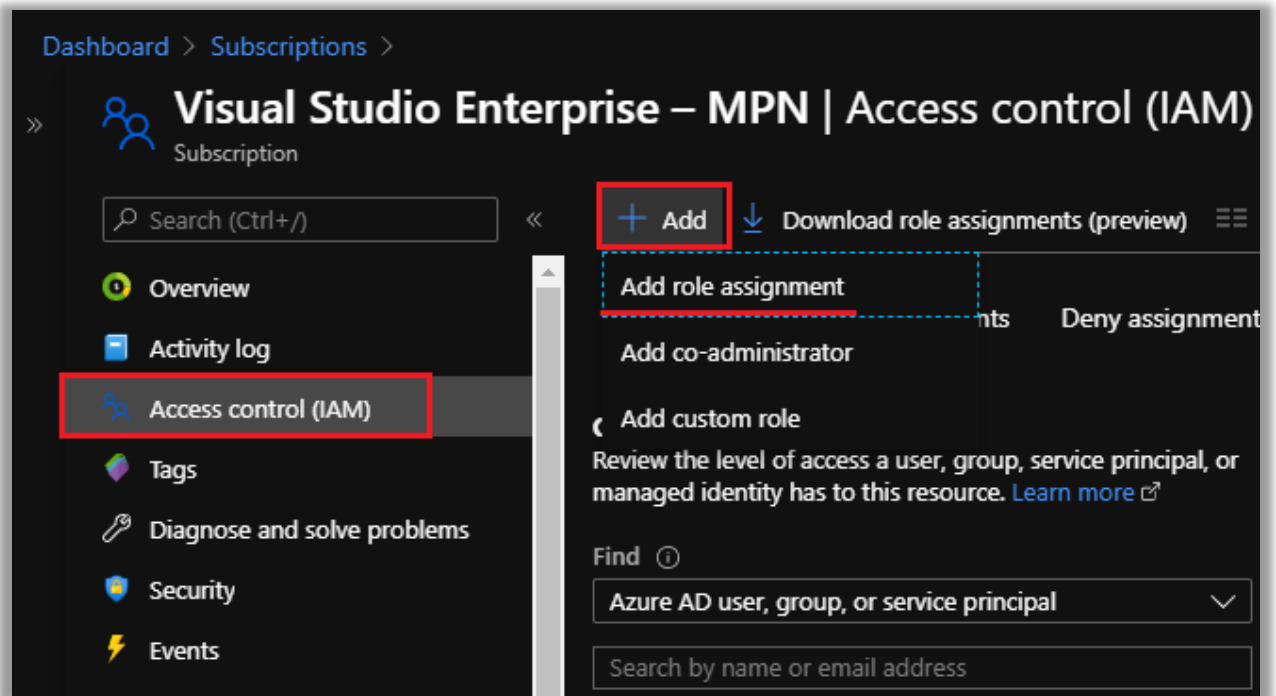 Dashboard > Subscriptions >
Visual Studio Enterprise – MPN | Access control (IAM)
Subscription
Search (Ctrl+/)
Overview
Activity log
Access control (IAM)
Tags
Diagnose and solve problems
Security
Events
Add
Download role assignments (preview)
Add role assignment
Add co-administrator
Add custom role
nts
Deny assignment
Review the level of access a user, group, service principal, or
managed identity has to this resource. Learn more
Find
Azure AD user, group, or service principal
Search by name or email address